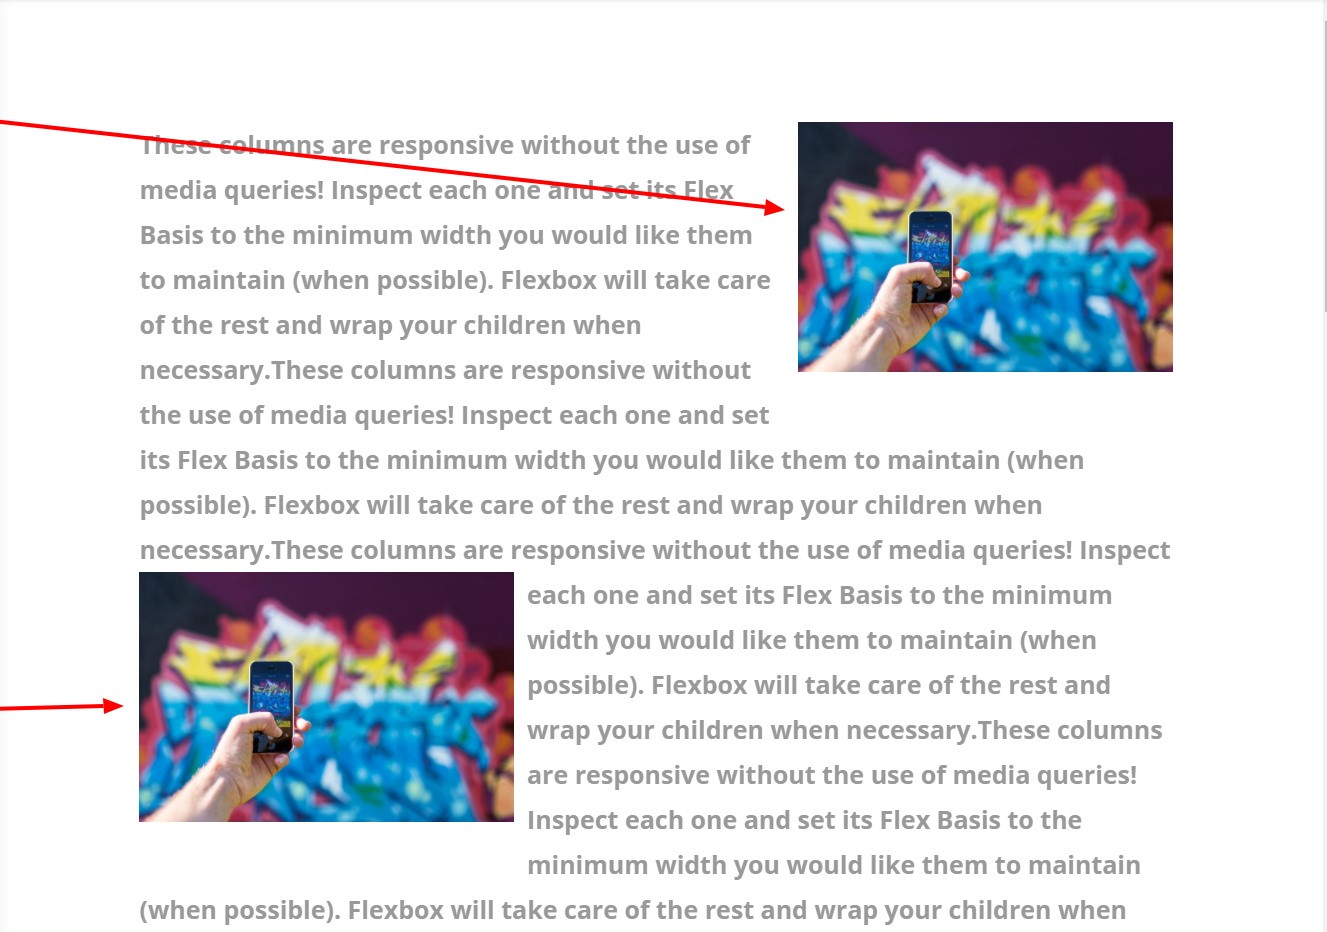 These columns are responsive without the use of
media queries! Inspect each one and set its Flex
Basis to the minimum width you would like them
to maintain (when possible). Flexbox will take care
of the rest and wrap your children when
necessary.These columns are responsive without
the use of media queries! Inspect each one and set
its Flex Basis to the minimum width you would like them to maintain (when
possible). Flexbox will take care of the rest and wrap your children when
necessary.These columns are responsive without the use of media queries! Inspect
each one and set its Flex Basis to the minimum
width you would like them to maintain (when
possible). Flexbox will take care of the rest and
wrap your children when necessary.These columns
are responsive without the use of media queries!
Inspect each one and set its Flex Basis to the
minimum width you would like them to maintain
(when possible). Flexbox will take care of the rest and wrap your children when